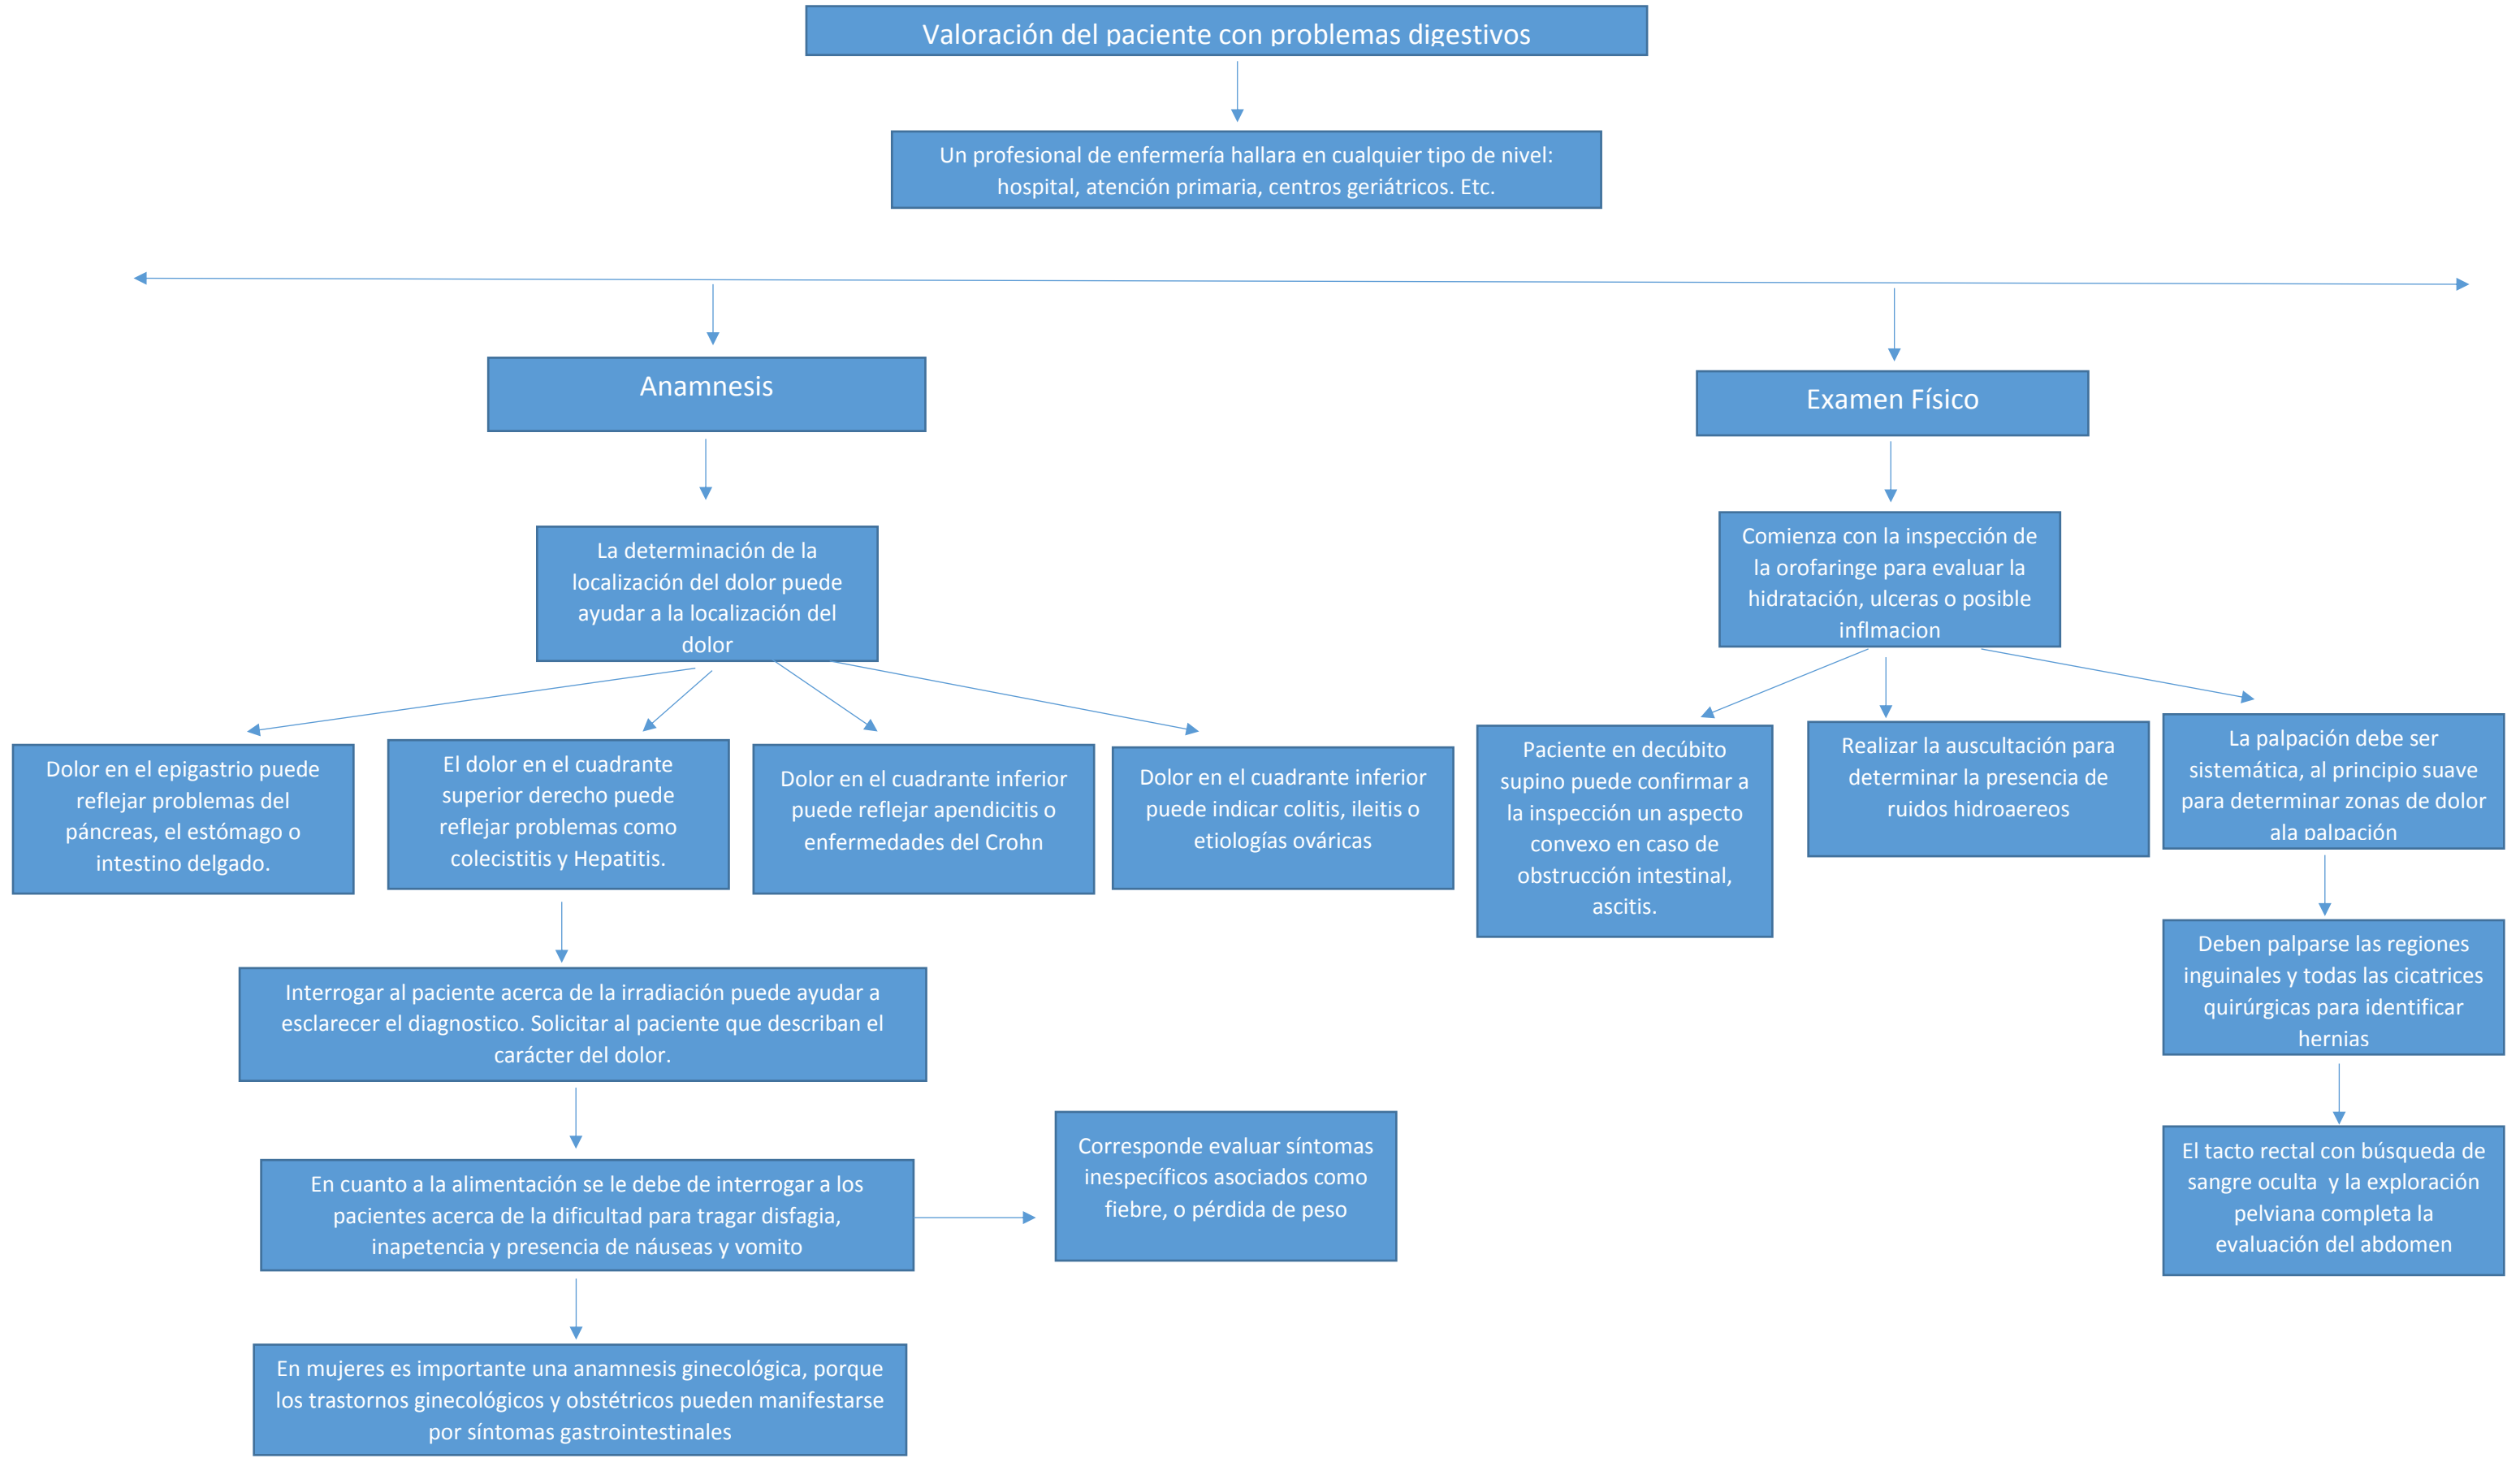 Valoración del paciente con problemas digestivos
Un profesional de enfermería hallara en cualquier tipo de nivel:
hospital, atención primaria, centros geriátricos. Etc.
Anamnesis
Examen Físico
La determinación de la
localización del dolor puede
ayudar a la localización del
dolor
Comienza con la inspección de
la orofaringe para evaluar la
hidratación, ulceras o posible
inflmacion
Dolor en el epigastrio puede
reflejar problemas del
páncreas, el estómago o
intestino delgado.
El dolor en el cuadrante
superior derecho puede
reflejar problemas como
colecistitis y Hepatitis.
Dolor en el cuadrante inferior
puede reflejar apendicitis o
enfermedades del Crohn
Dolor en el cuadrante inferior
puede indicar colitis, ileitis o
etiologías ováricas
Paciente en decúbito
supino puede confirmar a
la inspección un aspecto
convexo en caso de
obstrucción intestinal,
ascitis.
Realizar la auscultación para
determinar la presencia de
ruidos hidroaereos
La palpación debe ser
sistemática, al principio suave
para determinar zonas de dolor
ala palpación
Interrogar al paciente acerca de la irradiación puede ayudar a
esclarecer el diagnostico. Solicitar al paciente que describan el
carácter del dolor.
Deben palparse las regiones
inguinales y todas las cicatrices
quirúrgicas para identificar
hernias
En cuanto a la alimentación se le debe de interrogar a los
pacientes acerca de la dificultad para tragar disfagia,
inapetencia y presencia de náuseas y vomito
Corresponde evaluar síntomas
inespecíficos asociados como
fiebre, o pérdida de peso
El tacto rectal con búsqueda de
sangre oculta  y la exploración
pelviana completa la
evaluación del abdomen
En mujeres es importante una anamnesis ginecológica, porque
los trastornos ginecológicos y obstétricos pueden manifestarse
por síntomas gastrointestinales